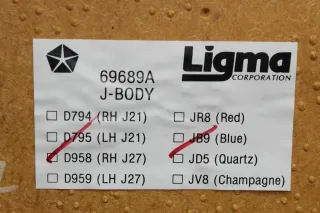 Ligma
CORPORATION
69689A
J-BODY
D794 (RH J21)
D795 (LH J21)
D958 (RH J27)
D959 (LH J27)
JR8 (Red)
JB9 (Blue)
JD5 (Quartz)
JV8 (Champagne)